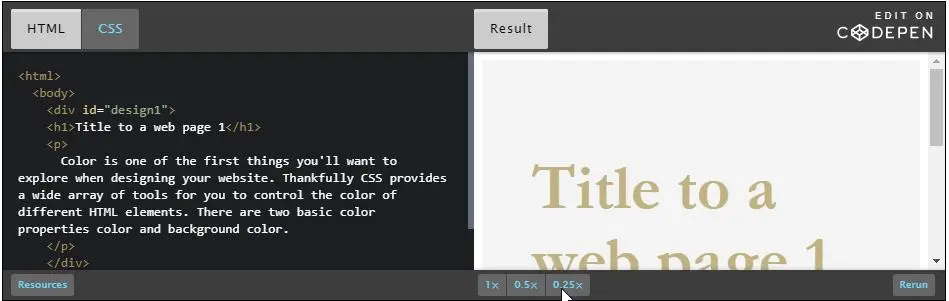 HTML CSS Result EDIT ON
CODEPEN
<html>
<body>
<div id="design1">
<h1>Title to a web page 1</h1>
<p>
Color is one of the first things you'll want to
explore when designing your website. Thankfully CSS provides
a wide array of tools for you to control the color of
different HTML elements. There are two basic color
properties color and background color.
</p>
</div>
Title to a
web page 1
Resources 1× 0.5× 0.25× Rerun